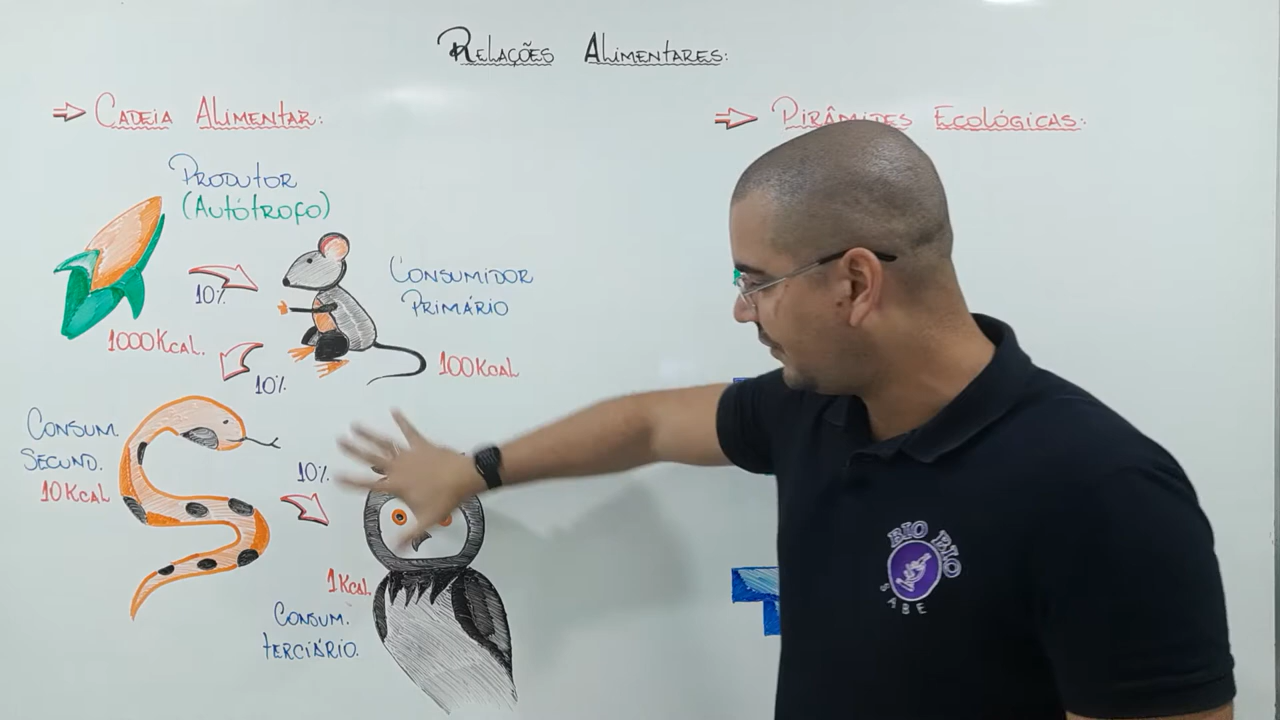 Relações Alimentares:
⇒ Cadeia Alimentar:
Produtor
(Autótrofo)
10%
Consumidor
Primário
1000Kcal.
100Kcal
10%
Consum.
Secund.
10Kcal
10%
1Kcal.
Consum.
terciário.
⇒ Pirâmides Ecológicas:
BIO BIO
SABE